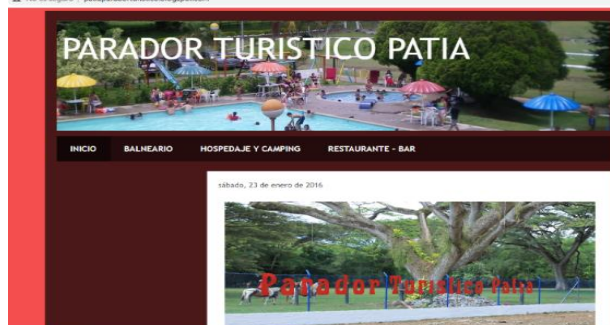 PARADOR TURISTICO PATIA
INICIO BALNEARIO HOSPEDAJE Y CAMPING RESTAURANTE - BAR
sábado, 23 de enero de 2016
Parador Turistico Patia